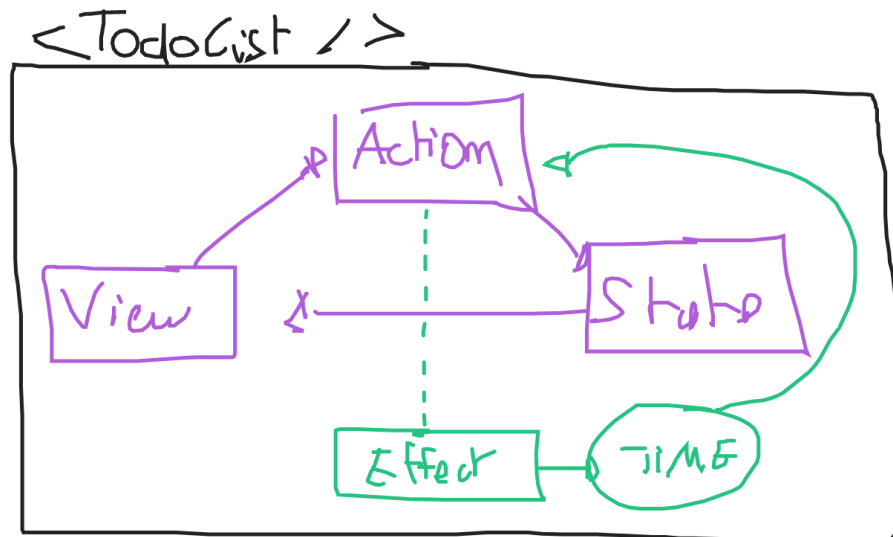 <TodoList />
Action
View
State
Effect
TIME